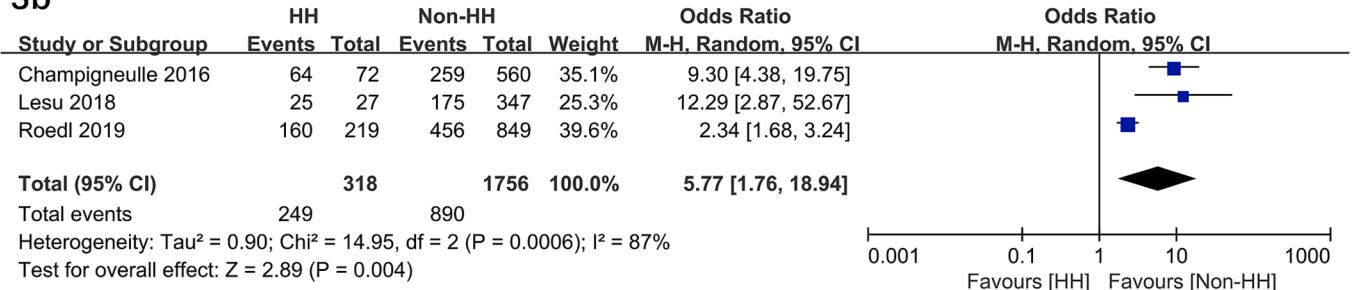 3b
HH Non-HH Odds Ratio Odds Ratio
Study or Subgroup Events Total Events Total Weight M-H, Random, 95% CI M-H, Random, 95% CI
Champigneulle 2016 64 72 259 560 35.1% 9.30 [4.38, 19.75]
Lesu 2018 25 27 175 347 25.3% 12.29 [2.87, 52.67]
Roedl 2019 160 219 456 849 39.6% 2.34 [1.68, 3.24]
Total (95% CI) 318 1756 100.0% 5.77 [1.76, 18.94]
Total events 249 890
Heterogeneity: Tau² = 0.90; Chi² = 14.95, df = 2 (P = 0.0006); I² = 87%
Test for overall effect: Z = 2.89 (P = 0.004)
0.001 0.1 1 10 1000
Favours [HH] Favours [Non-HH]